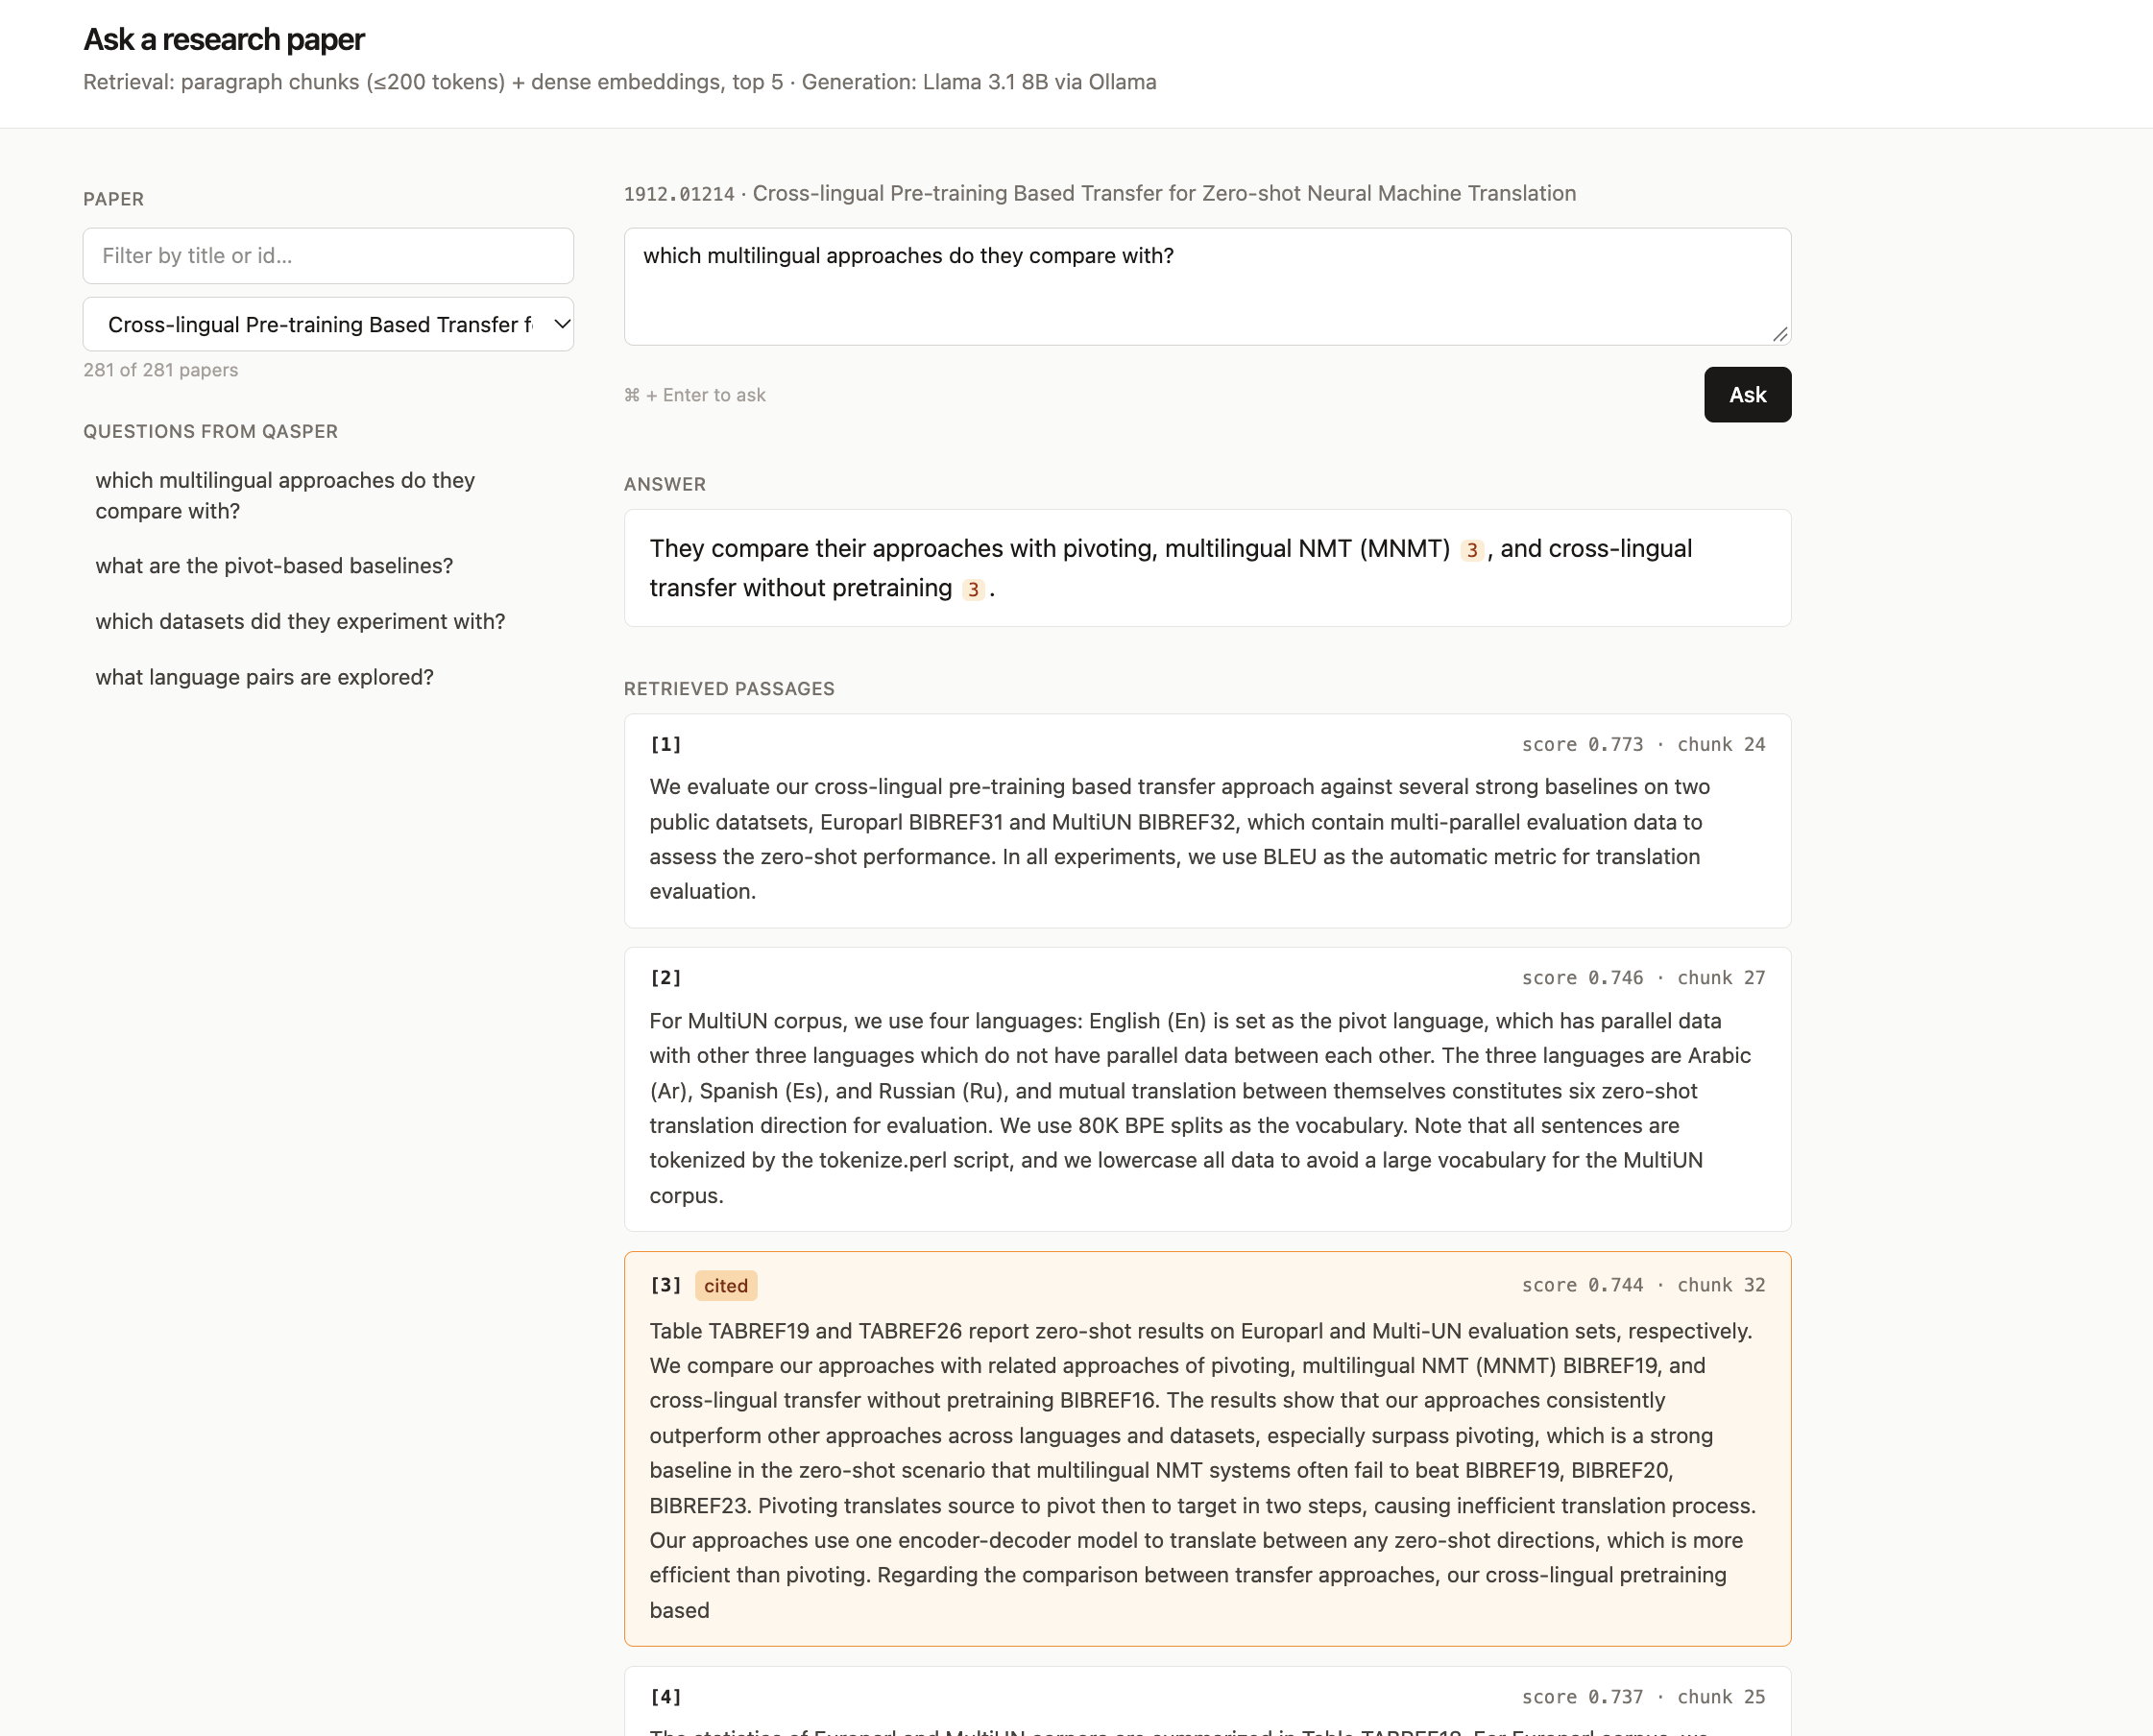 Ask a research paper
Retrieval: paragraph chunks (≤200 tokens) + dense embeddings, top 5 · Generation: Llama 3.1 8B via Ollama
PAPER
Filter by title or id...
Cross-lingual Pre-training Based Transfer f
281 of 281 papers
QUESTIONS FROM QASPER
which multilingual approaches do they
compare with?
what are the pivot-based baselines?
which datasets did they experiment with?
what language pairs are explored?
1912.01214 · Cross-lingual Pre-training Based Transfer for Zero-shot Neural Machine Translation
which multilingual approaches do they compare with?
⌘ + Enter to ask
Ask
ANSWER
They compare their approaches with pivoting, multilingual NMT (MNMT) 3 , and cross-lingual
transfer without pretraining 3 .
RETRIEVED PASSAGES
[1]
score 0.773 · chunk 24
We evaluate our cross-lingual pre-training based transfer approach against several strong baselines on two
public datatsets, Europarl BIBREF31 and MultiUN BIBREF32, which contain multi-parallel evaluation data to
assess the zero-shot performance. In all experiments, we use BLEU as the automatic metric for translation
evaluation.
[2]
score 0.746 · chunk 27
For MultiUN corpus, we use four languages: English (En) is set as the pivot language, which has parallel data
with other three languages which do not have parallel data between each other. The three languages are Arabic
(Ar), Spanish (Es), and Russian (Ru), and mutual translation between themselves constitutes six zero-shot
translation direction for evaluation. We use 80K BPE splits as the vocabulary. Note that all sentences are
tokenized by the tokenize.perl script, and we lowercase all data to avoid a large vocabulary for the MultiUN
corpus.
[3] cited
score 0.744 · chunk 32
Table TABREF19 and TABREF26 report zero-shot results on Europarl and Multi-UN evaluation sets, respectively.
We compare our approaches with related approaches of pivoting, multilingual NMT (MNMT) BIBREF19, and
cross-lingual transfer without pretraining BIBREF16. The results show that our approaches consistently
outperform other approaches across languages and datasets, especially surpass pivoting, which is a strong
baseline in the zero-shot scenario that multilingual NMT systems often fail to beat BIBREF19, BIBREF20,
BIBREF23. Pivoting translates source to pivot then to target in two steps, causing inefficient translation process.
Our approaches use one encoder-decoder model to translate between any zero-shot directions, which is more
efficient than pivoting. Regarding the comparison between transfer approaches, our cross-lingual pretraining
based
[4]
score 0.737 · chunk 25
The statistics of Europarl and MultiUN corpora are summarized in Table TABREF18. For Europarl corpus, we